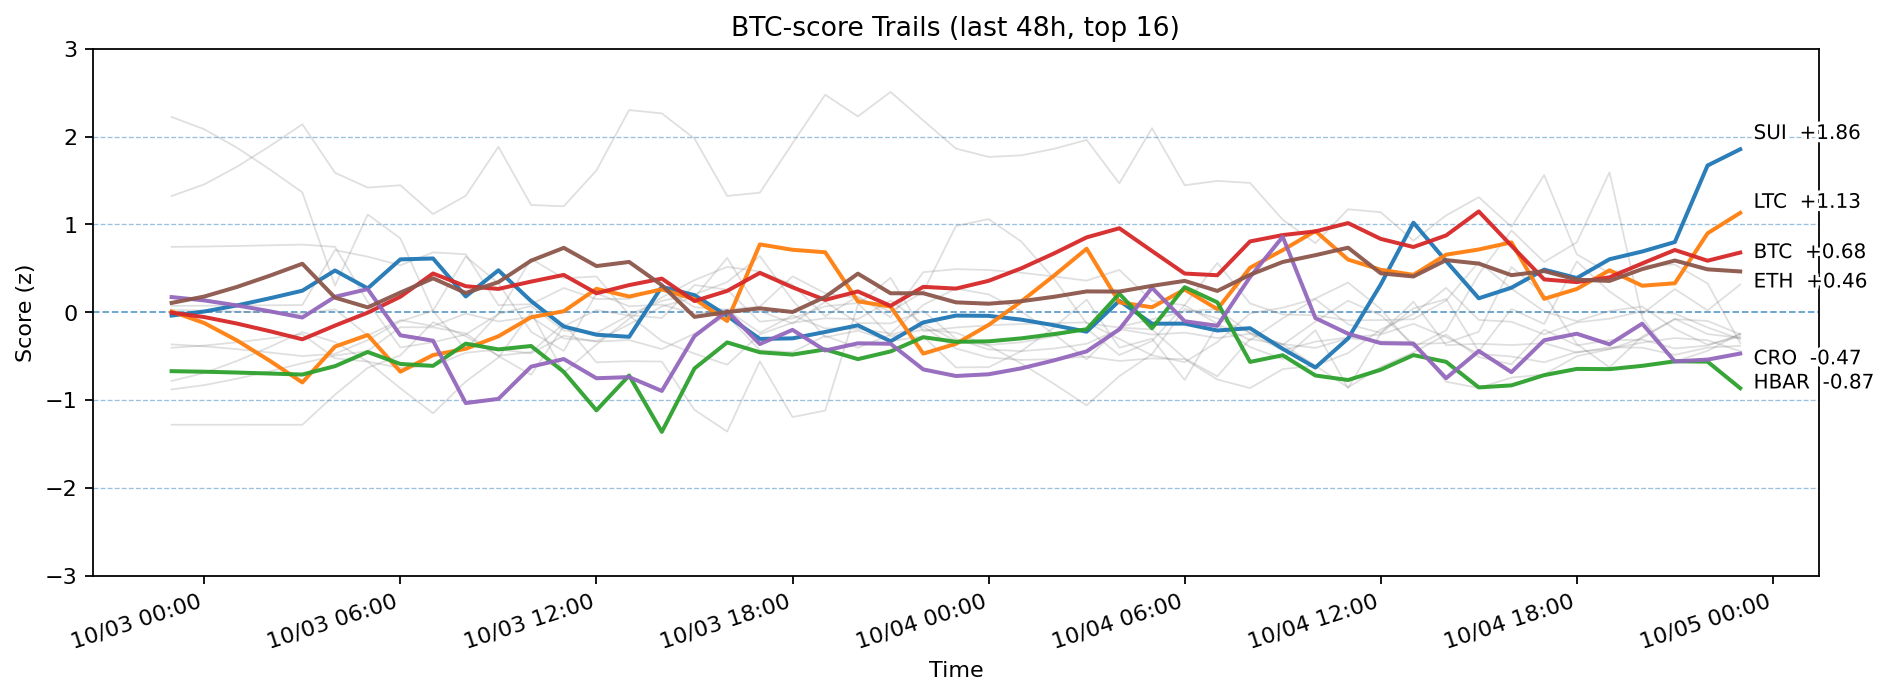 BTC-score Trails (last 48h, top 16)
Score (z)
3
2
1
0
−1
−2
−3
SUI +1.86
LTC +1.13
BTC +0.68
ETH +0.46
CRO -0.47
HBAR -0.87
10/03 00:00
10/03 06:00
10/03 12:00
10/03 18:00
10/04 00:00
10/04 06:00
10/04 12:00
10/04 18:00
10/05 00:00
Time